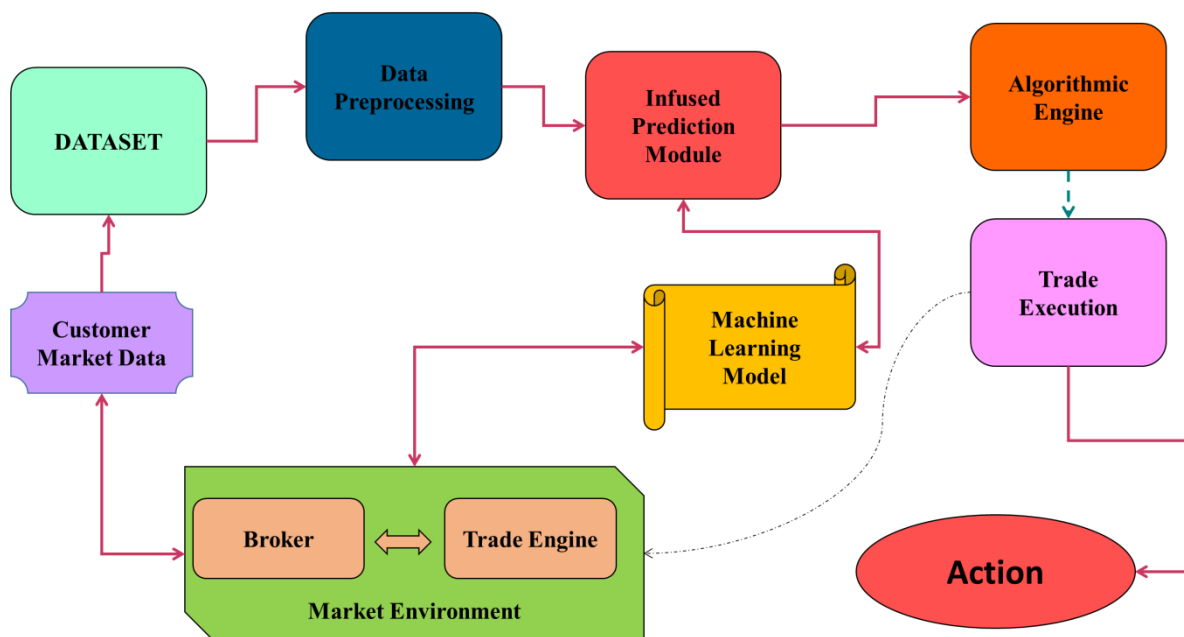 DATASET
Data
Preprocessing
Infused
Prediction
Module
Algorithmic
Engine
Customer
Market Data
Machine
Learning
Model
Trade
Execution
Broker
Trade Engine
Market Environment
Action